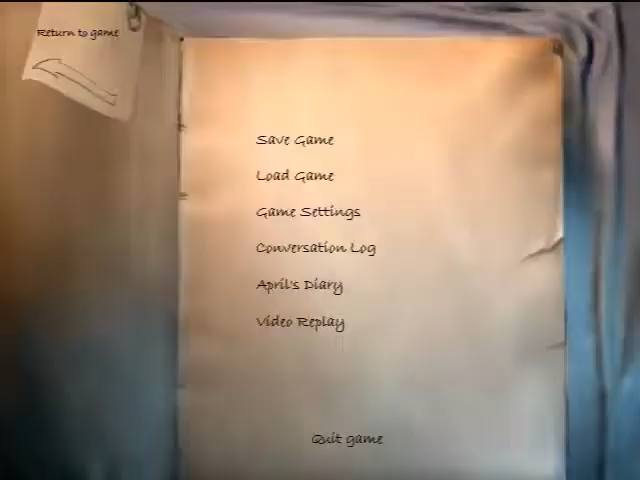 Return to game
Save Game
Load Game
Game Settings
Conversation Log
April's Diary
Video Replay
Quit game